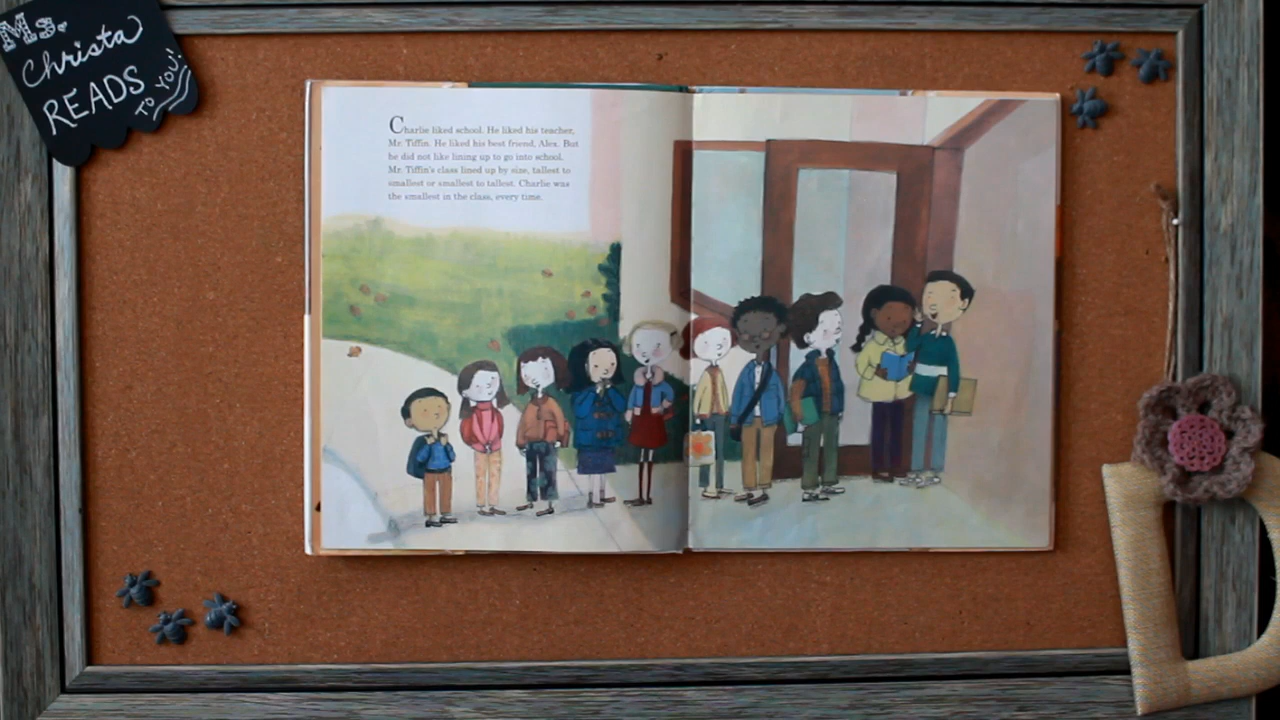 Ms.
Christa
READS
TO YOU!
Charlie liked school. He liked his teacher,
Mr. Tiffin. He liked his best friend, Alex. But
he did not like lining up to go into school.
Mr. Tiffin's class lined up by size, tallest to
smallest or smallest to tallest. Charlie was
the smallest in the class, every time.